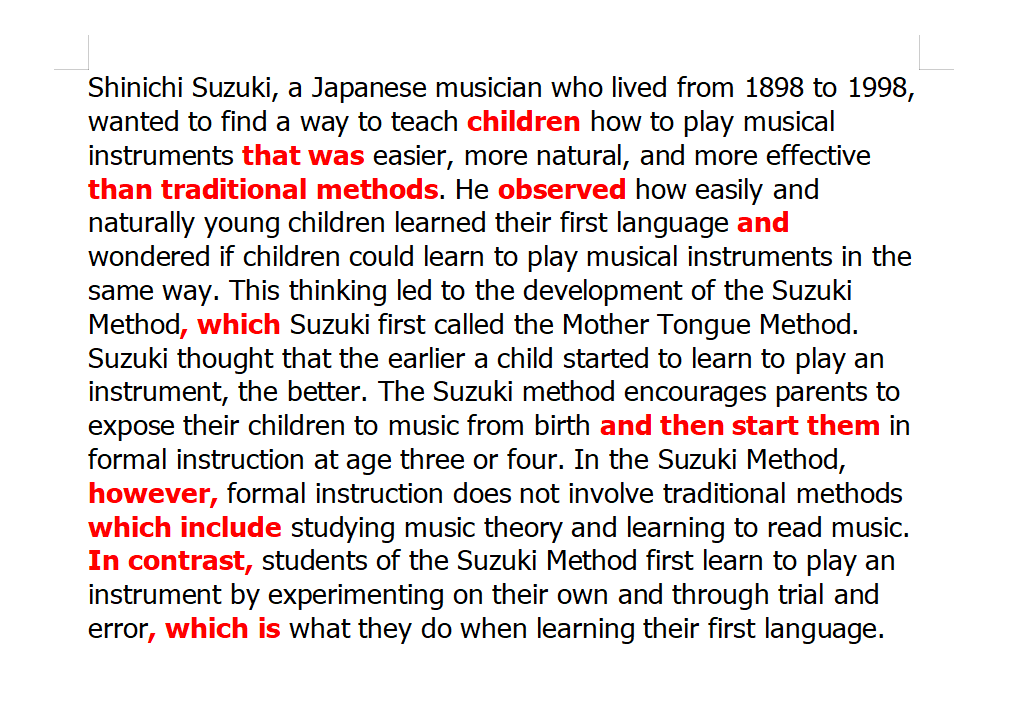 Shinichi Suzuki, a Japanese musician who lived from 1898 to 1998,
wanted to find a way to teach children how to play musical
instruments that was easier, more natural, and more effective
than traditional methods. He observed how easily and
naturally young children learned their first language and
wondered if children could learn to play musical instruments in the
same way. This thinking led to the development of the Suzuki
Method, which Suzuki first called the Mother Tongue Method.
Suzuki thought that the earlier a child started to learn to play an
instrument, the better. The Suzuki method encourages parents to
expose their children to music from birth and then start them in
formal instruction at age three or four. In the Suzuki Method,
however, formal instruction does not involve traditional methods
which include studying music theory and learning to read music.
In contrast, students of the Suzuki Method first learn to play an
instrument by experimenting on their own and through trial and
error, which is what they do when learning their first language.